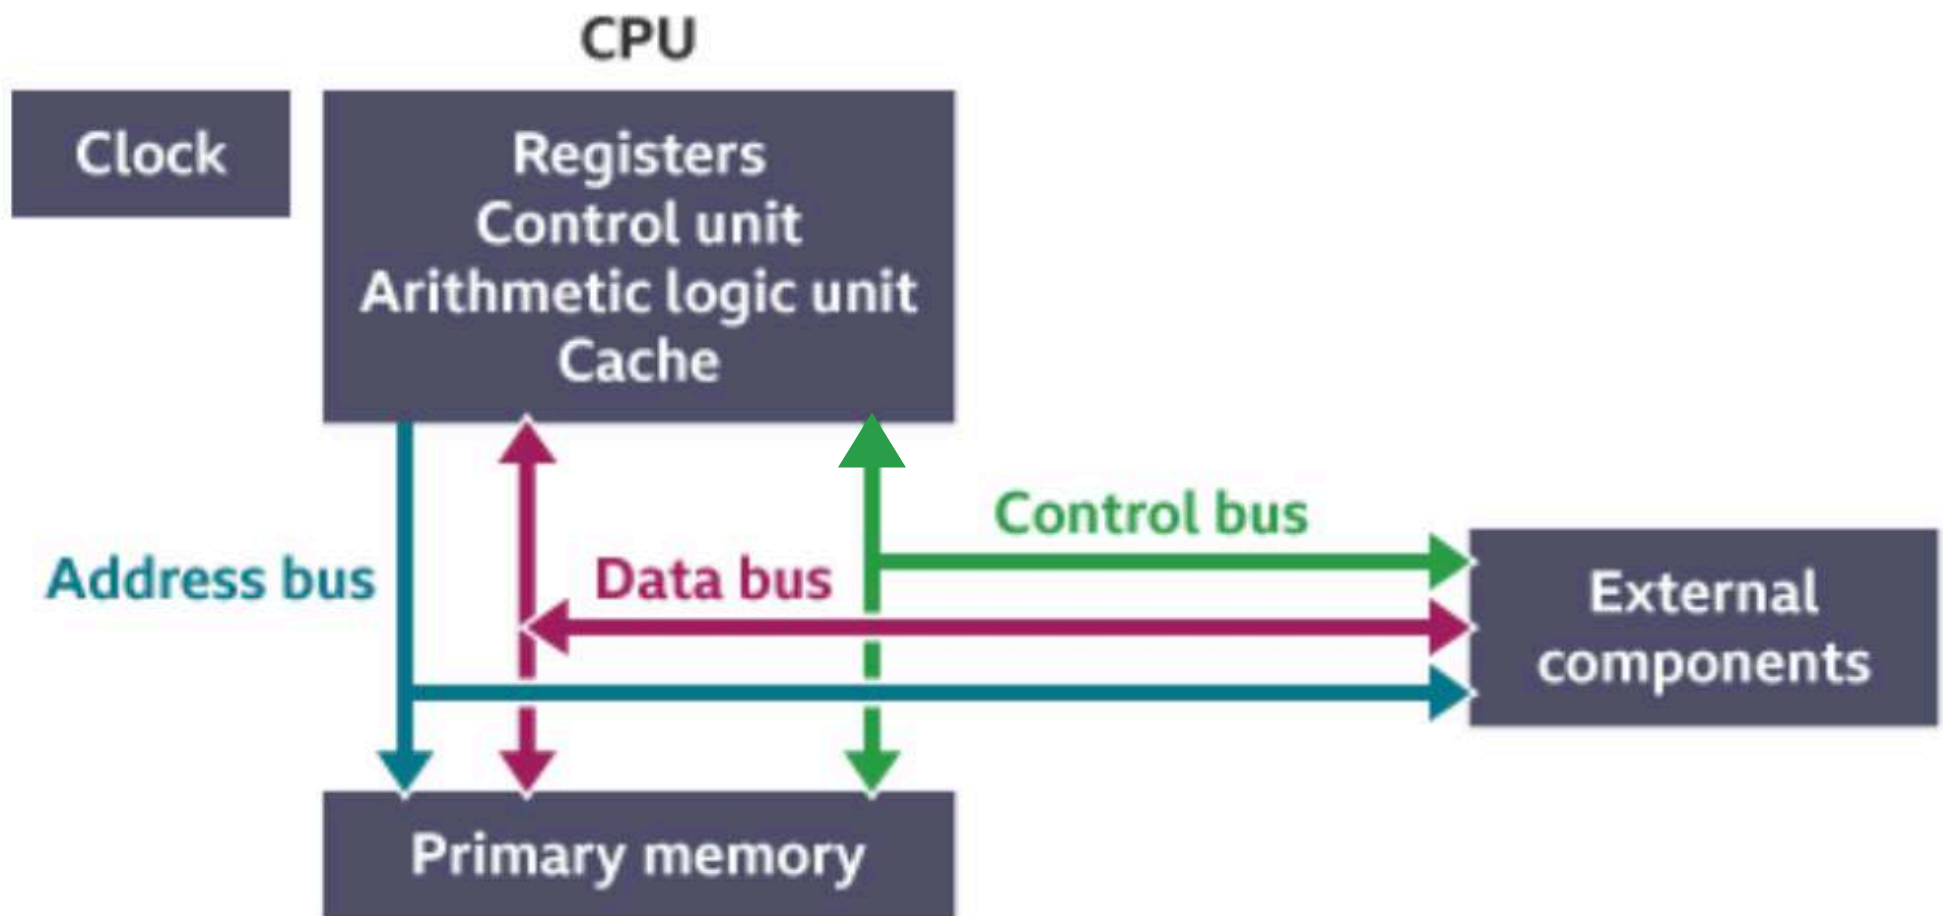 CPU
Clock
Registers
Control unit
Arithmetic logic unit
Cache
Control bus
Address bus
Data bus
External
components
Primary memory